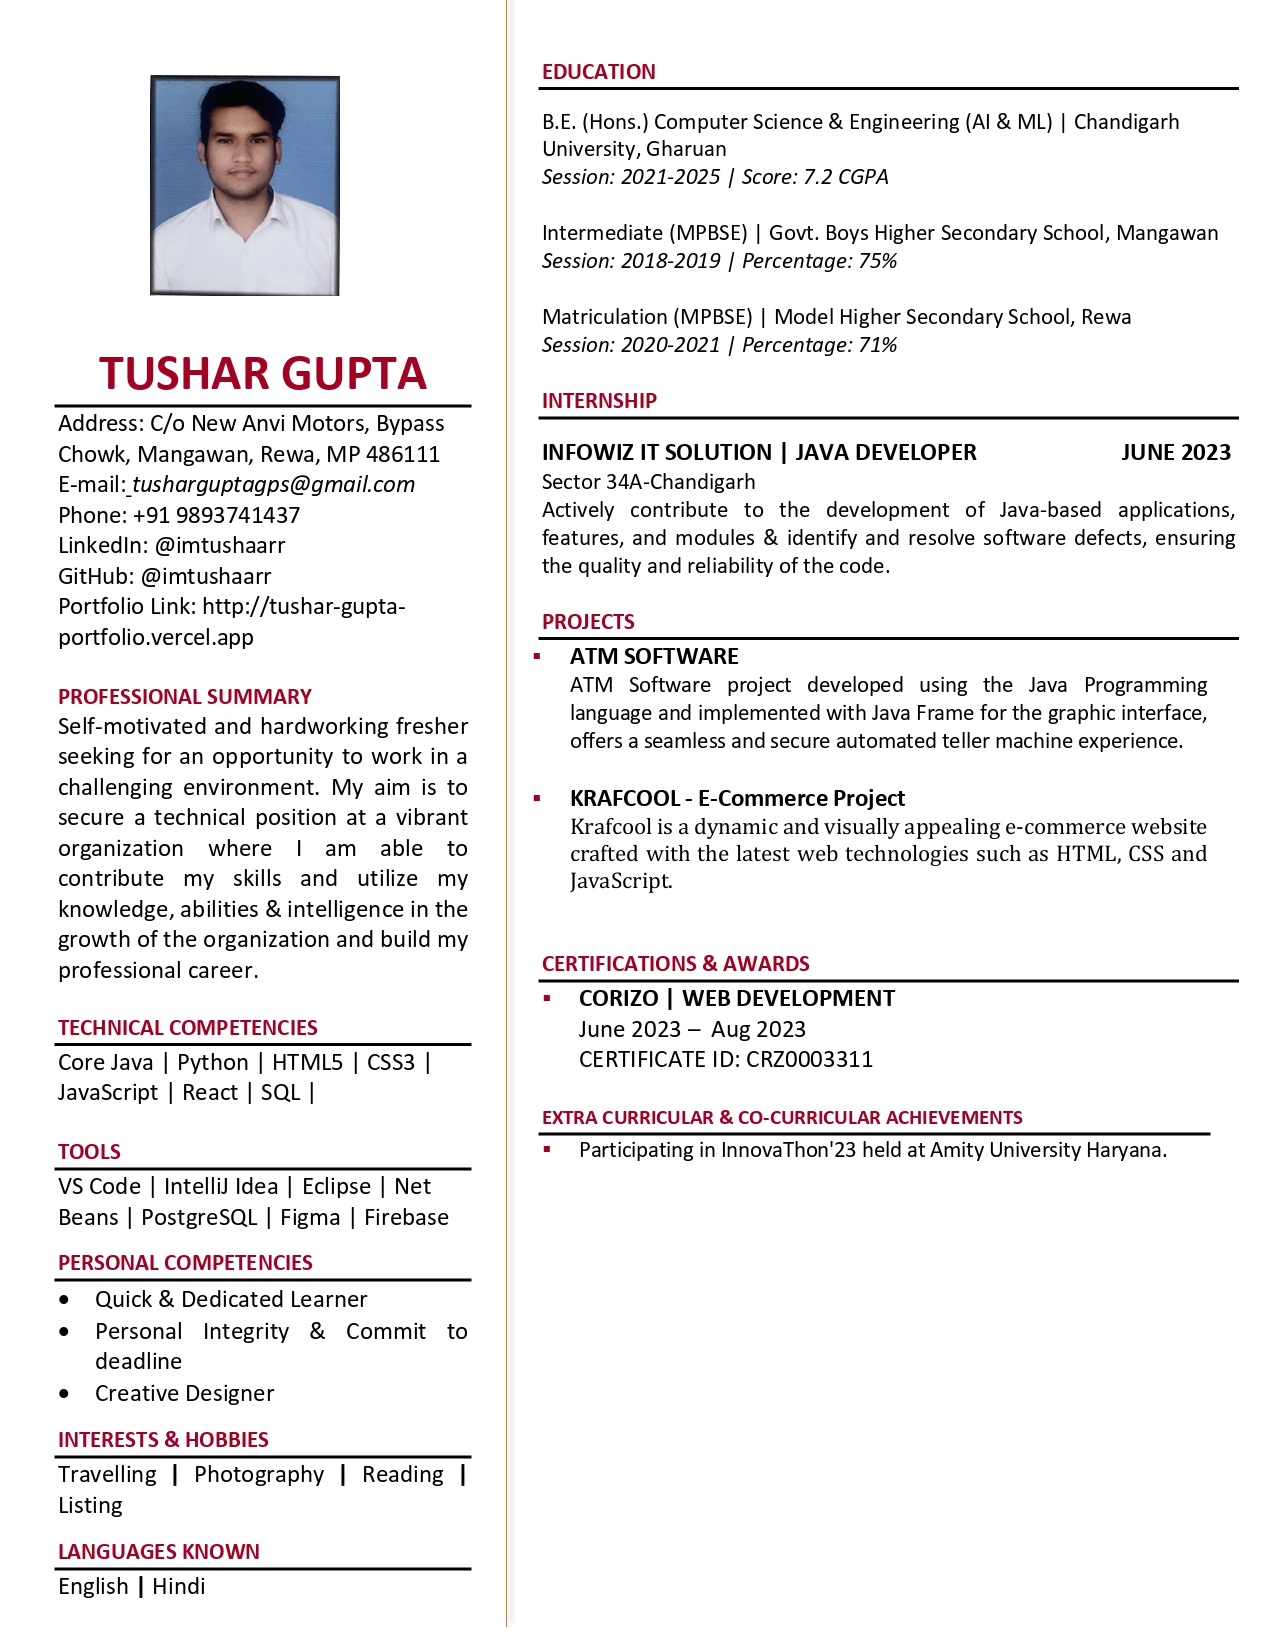 TUSHAR GUPTA
Address: C/o New Anvi Motors, Bypass
Chowk, Mangawan, Rewa, MP 486111
E-mail: tusharguptagps@gmail.com
Phone: +91 9893741437
LinkedIn: @imtushaarr
GitHub: @imtushaarr
Portfolio Link: http://tushar-gupta-
portfolio.vercel.app
PROFESSIONAL SUMMARY
Self-motivated and hardworking fresher
seeking for an opportunity to work in a
challenging environment. My aim is to
secure a technical position at a vibrant
organization where I am able to
contribute my skills and utilize my
knowledge, abilities & intelligence in the
growth of the organization and build my
professional career.
TECHNICAL COMPETENCIES
Core Java | Python | HTML5 | CSS3 |
JavaScript | React | SQL |
TOOLS
VS Code | IntelliJ Idea | Eclipse | Net
Beans | PostgreSQL | Figma | Firebase
PERSONAL COMPETENCIES
• Quick & Dedicated Learner
• Personal Integrity & Commit to
deadline
• Creative Designer
INTERESTS & HOBBIES
Travelling | Photography | Reading |
Listing
LANGUAGES KNOWN
English | Hindi
EDUCATION
B.E. (Hons.) Computer Science & Engineering (AI & ML) | Chandigarh
University, Gharuan
Session: 2021-2025 | Score: 7.2 CGPA
Intermediate (MPBSE) | Govt. Boys Higher Secondary School, Mangawan
Session: 2018-2019 | Percentage: 75%
Matriculation (MPBSE) | Model Higher Secondary School, Rewa
Session: 2020-2021 | Percentage: 71%
INTERNSHIP
INFOWIZ IT SOLUTION | JAVA DEVELOPER JUNE 2023
Sector 34A-Chandigarh
Actively contribute to the development of Java-based applications,
features, and modules & identify and resolve software defects, ensuring
the quality and reliability of the code.
PROJECTS
▪ ATM SOFTWARE
ATM Software project developed using the Java Programming
language and implemented with Java Frame for the graphic interface,
offers a seamless and secure automated teller machine experience.
▪ KRAFCOOL - E-Commerce Project
Krafcool is a dynamic and visually appealing e-commerce website
crafted with the latest web technologies such as HTML, CSS and
JavaScript.
CERTIFICATIONS & AWARDS
▪ CORIZO | WEB DEVELOPMENT
June 2023 – Aug 2023
CERTIFICATE ID: CRZ0003311
EXTRA CURRICULAR & CO-CURRICULAR ACHIEVEMENTS
▪ Participating in InnovaThon'23 held at Amity University Haryana.